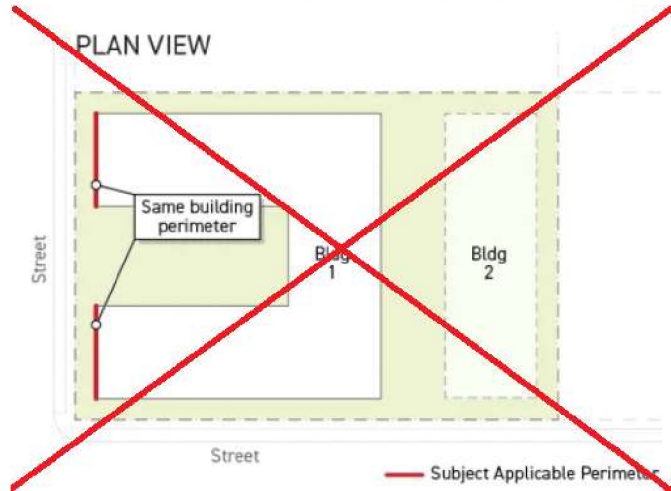 PLAN VIEW
Same building
perimeter
Street
Bldg
1
Bldg
2
Street
Subject Applicable Perimeter